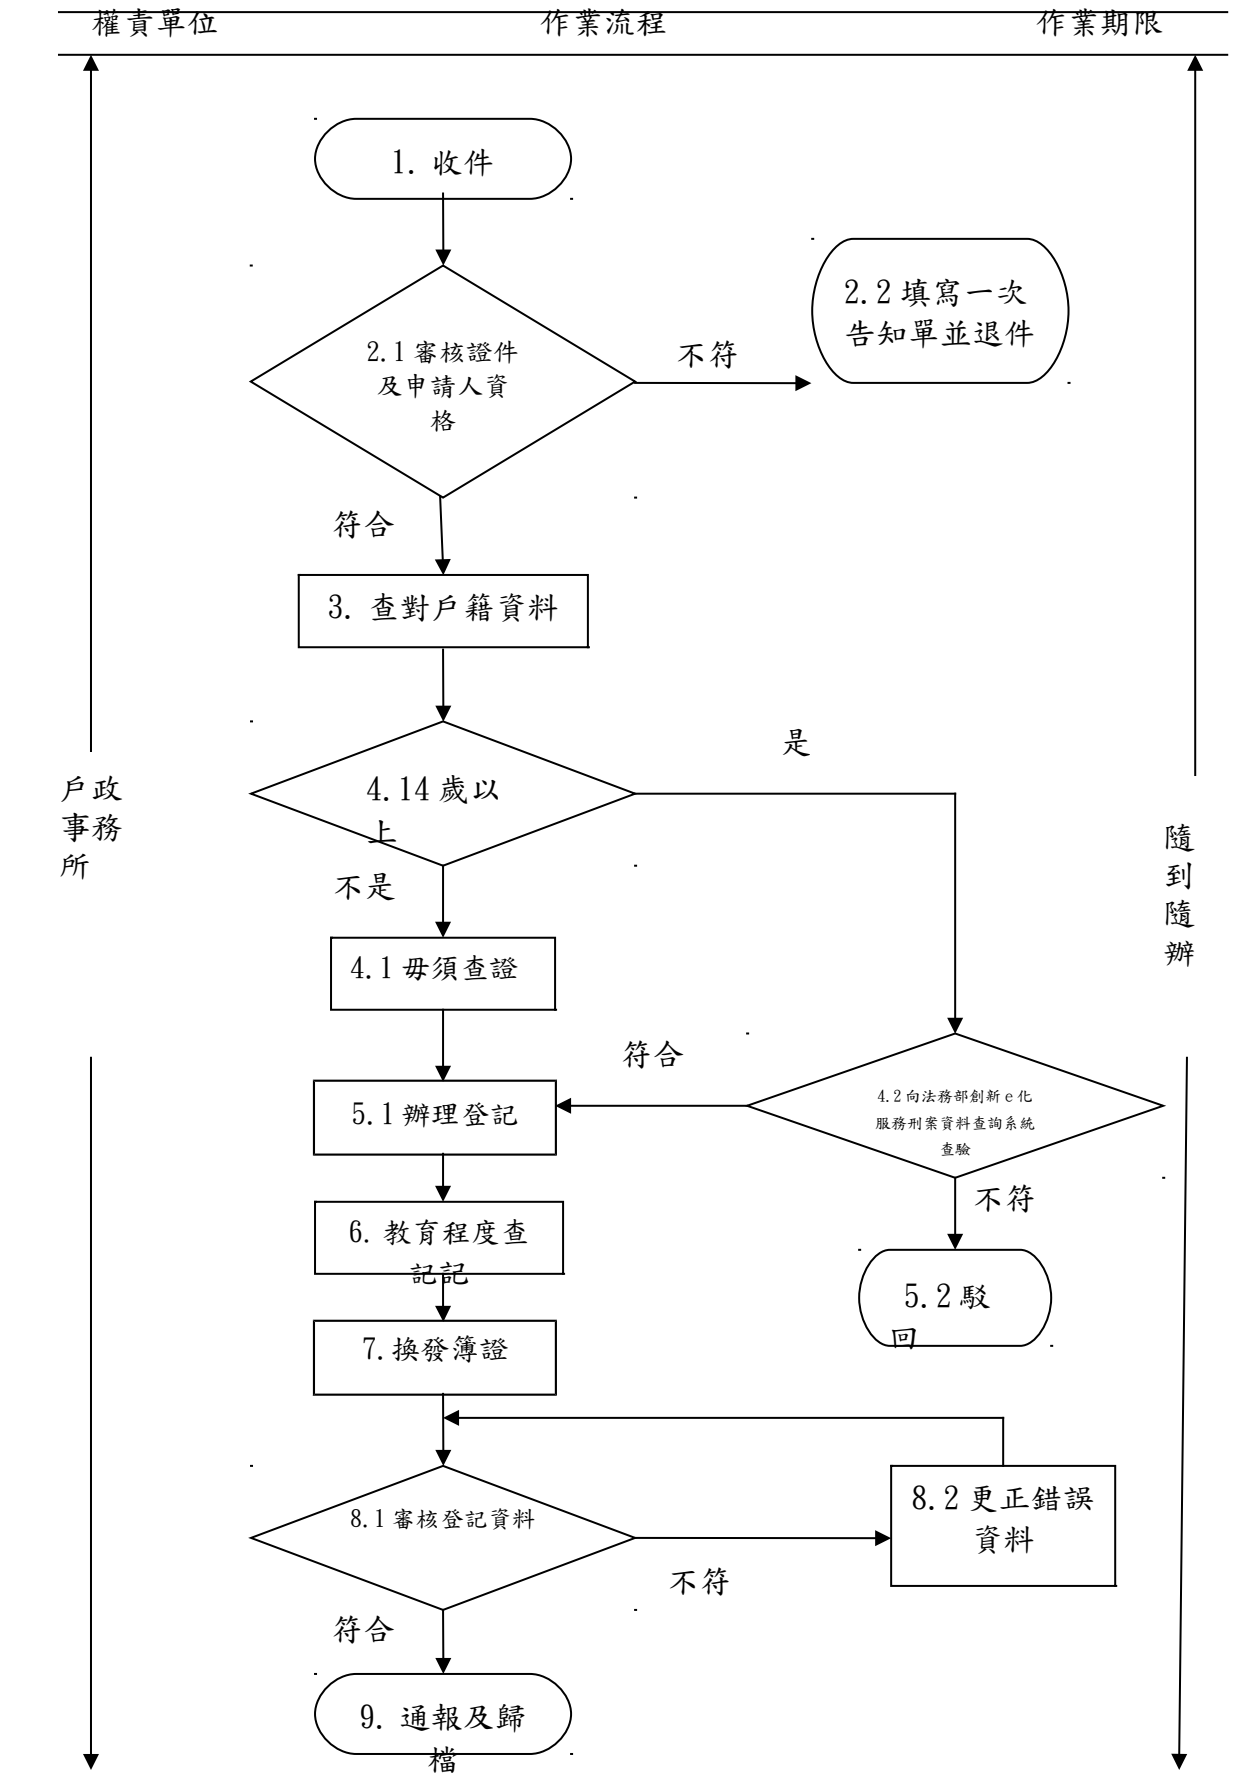 權責單位 作業流程 作業期限
1. 收件
2.2填寫一次
告知單並退件
2.1審核證件
及申請人資
格
不符
符合
3. 查對戶籍資料
是
4.14歲以
上
戶政
事務
所
隨
到
隨
辦
不是
4.1毋須查證
符合
4.2向法務部創新e化
服務刑案資料查詢系統
查驗
5.1辦理登記
不符
6. 教育程度查
記記
5.2駁
回
7.換發簿證
8.1審核登記資料
8.2更正錯誤
資料
不符
符合
9. 通報及歸
檔